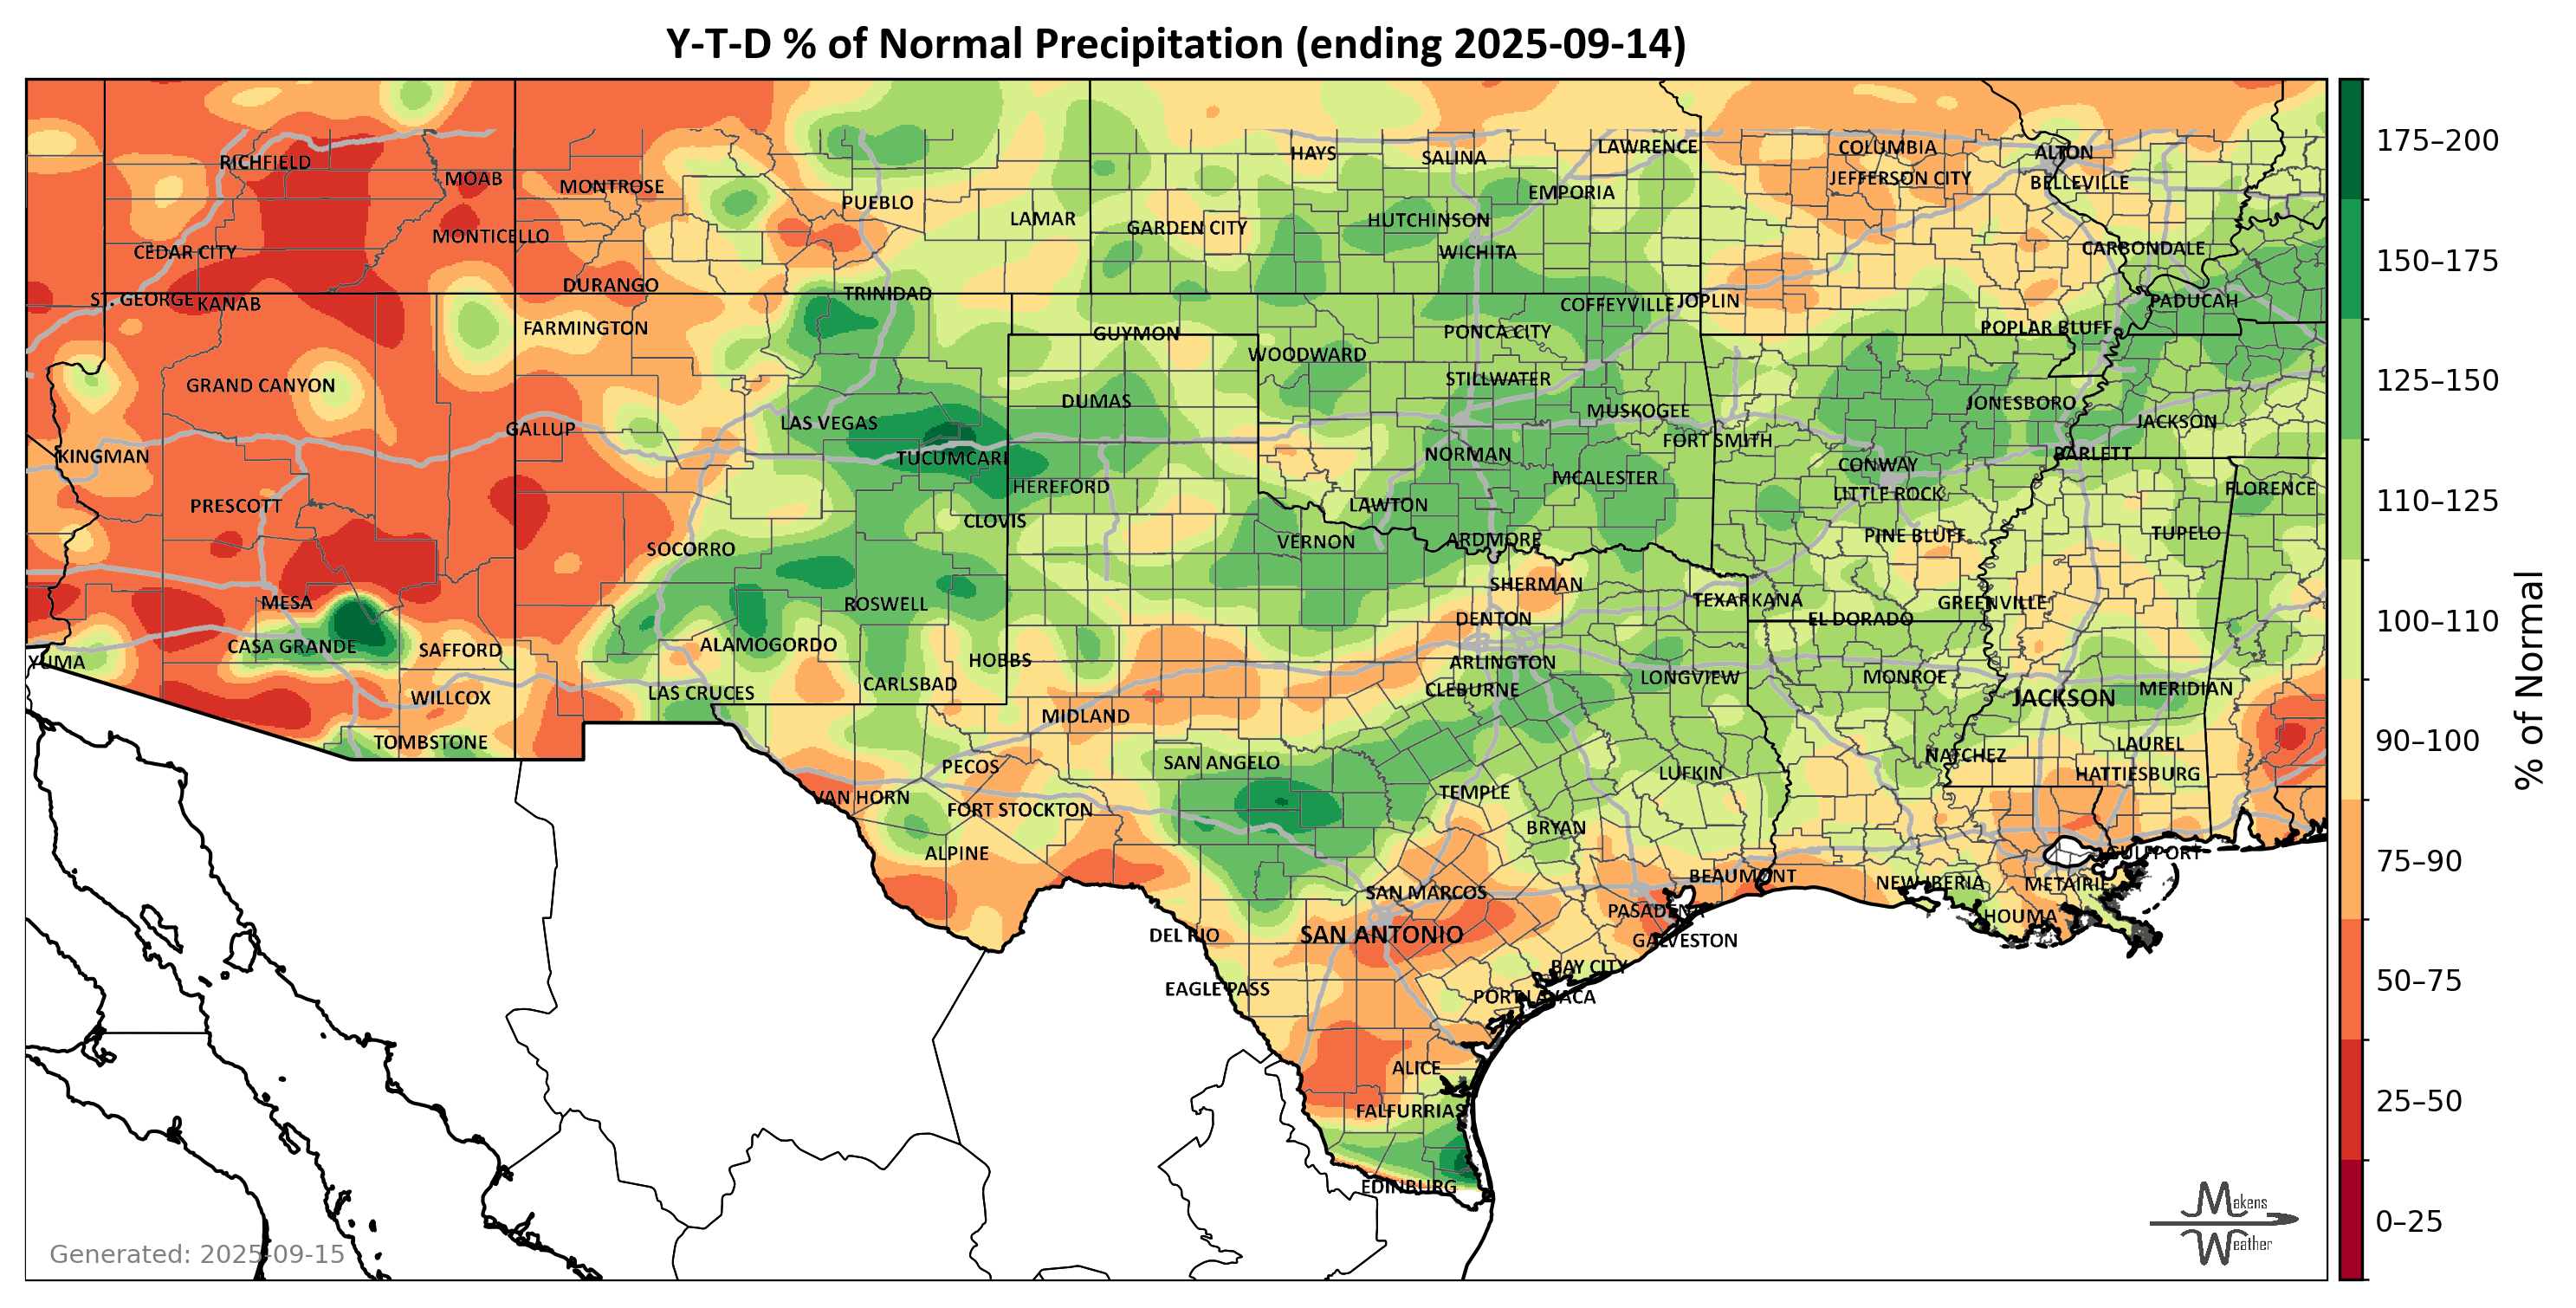 Y-T-D % of Normal Precipitation (ending 2025-09-14)
RICHFIELD
MOAB
MONTROSE
PUEBLO
LAMAR
HAYS
SALINA
LAWRENCE
EMPORIA
COLUMBIA
JEFFERSON CITY
ALTON
BELLEVILLE
CEDAR CITY
MONTICELLO
GARDEN CITY
HUTCHINSON
WICHITA
CARBONDALE
ST. GEORGE
KANAB
DURANGO
TRINIDAD
COFFEYVILLE
JOPLIN
PADUCAH
FARMINGTON
GUYMON
PONCA CITY
POPLAR BLUFF
WOODWARD
GRAND CANYON
DUMAS
STILLWATER
MUSKOGEE
JONESBORO
JACKSON
GALLUP
LAS VEGAS
FORT SMITH
KINGMAN
TUCUMCARI
NORMAN
MCALESTER
CONWAY
BARLETT
HEREFORD
LITTLE ROCK
FLORENCE
PRESCOTT
CLOVIS
LAWTON
VERNON
ARDMORE
PINE BLUFF
TUPELO
SOCORRO
SHERMAN
TEXARKANA
GREENVILLE
MESA
ROSWELL
DENTON
EL DORADO
CASA GRANDE
SAFFORD
ALAMOGORDO
HOBBS
ARLINGTON
YUMA
WILLCOX
LAS CRUCES
CARLSBAD
CLEBURNE
LONGVIEW
MONROE
JACKSON
MERIDIAN
MIDLAND
TOMBSTONE
PECOS
SAN ANGELO
LUFKIN
NATCHEZ
LAUREL
HATTIESBURG
VAN HORN
FORT STOCKTON
TEMPLE
BRYAN
ALPINE
GULFPORT
SAN MARCOS
BEAUMONT
NEW IBERIA
METAIRIE
PASADENA
HOUMA
DEL RIO
SAN ANTONIO
GALVESTON
EAGLE PASS
BAY CITY
PORT LAVACA
ALICE
FALFURRIAS
EDINBURG
175–200
150–175
125–150
110–125
100–110
90–100
75–90
50–75
25–50
0–25
% of Normal
Generated: 2025-09-15
Makens
Weather